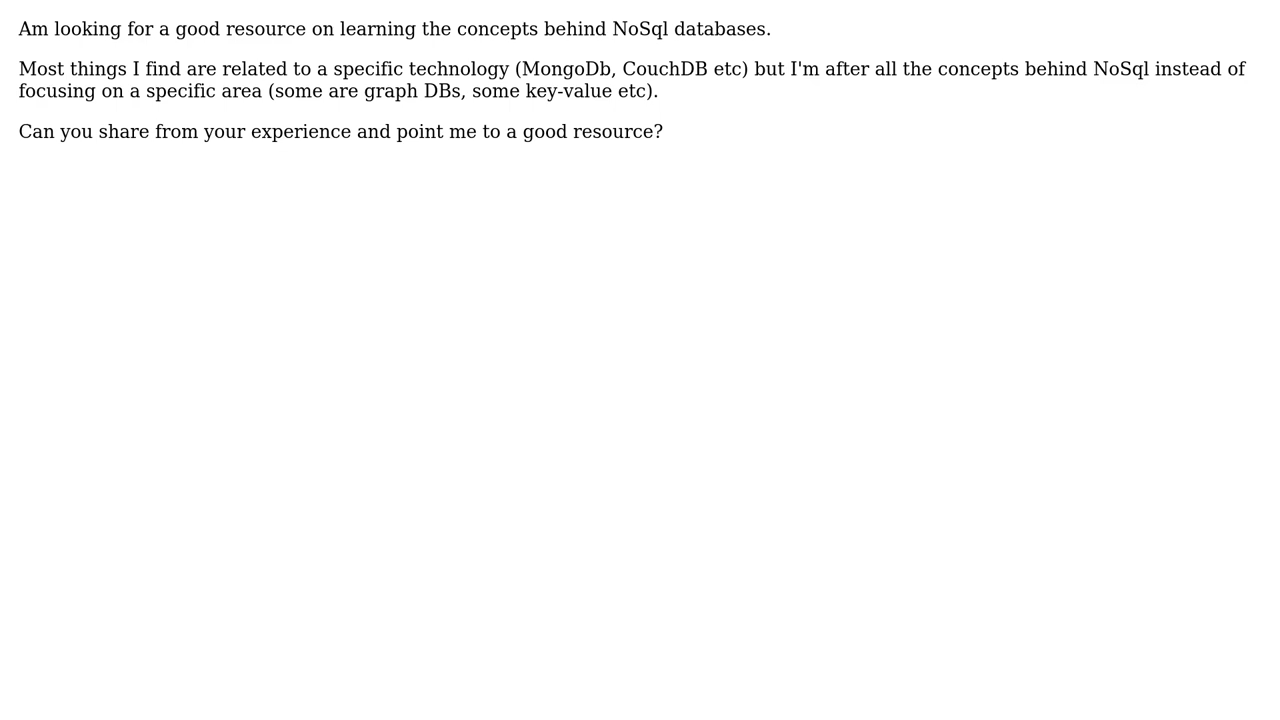 Am looking for a good resource on learning the concepts behind NoSql databases.
Most things I find are related to a specific technology (MongoDb, CouchDB etc) but I'm after all the concepts behind NoSql instead of
focusing on a specific area (some are graph DBs, some key-value etc).
Can you share from your experience and point me to a good resource?